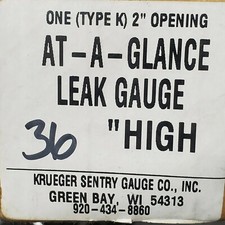 ONE (TYPE K) 2" OPENING
AT-A-GLANCE
LEAK GAUGE
36 "HIGH
KRUEGER SENTRY GAUGE CO., INC.
GREEN BAY, WI 54313
920-434-8860